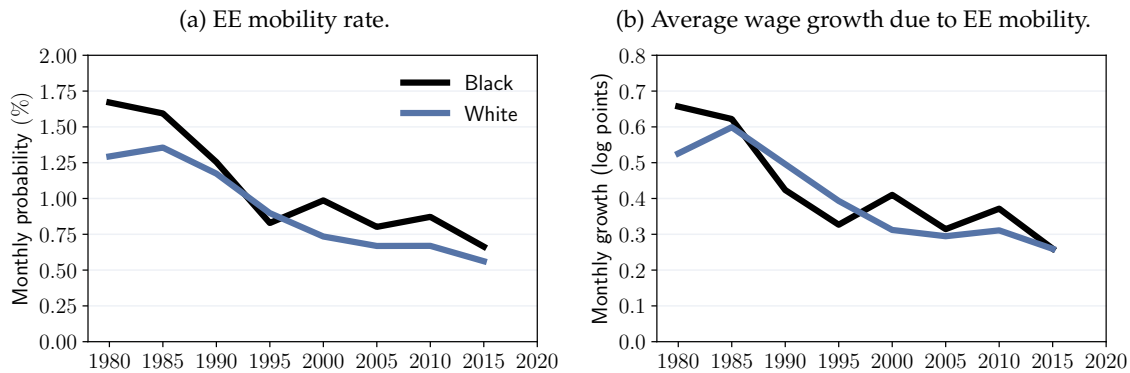 (a) EE mobility rate.
Monthly probability (%)
2.00
1.75
1.50
1.25
1.00
0.75
0.50
0.25
0.00
Black
White
1980 1985 1990 1995 2000 2005 2010 2015 2020
(b) Average wage growth due to EE mobility.
Monthly growth (log points)
0.8
0.7
0.6
0.5
0.4
0.3
0.2
0.1
0.0
1980 1985 1990 1995 2000 2005 2010 2015 2020